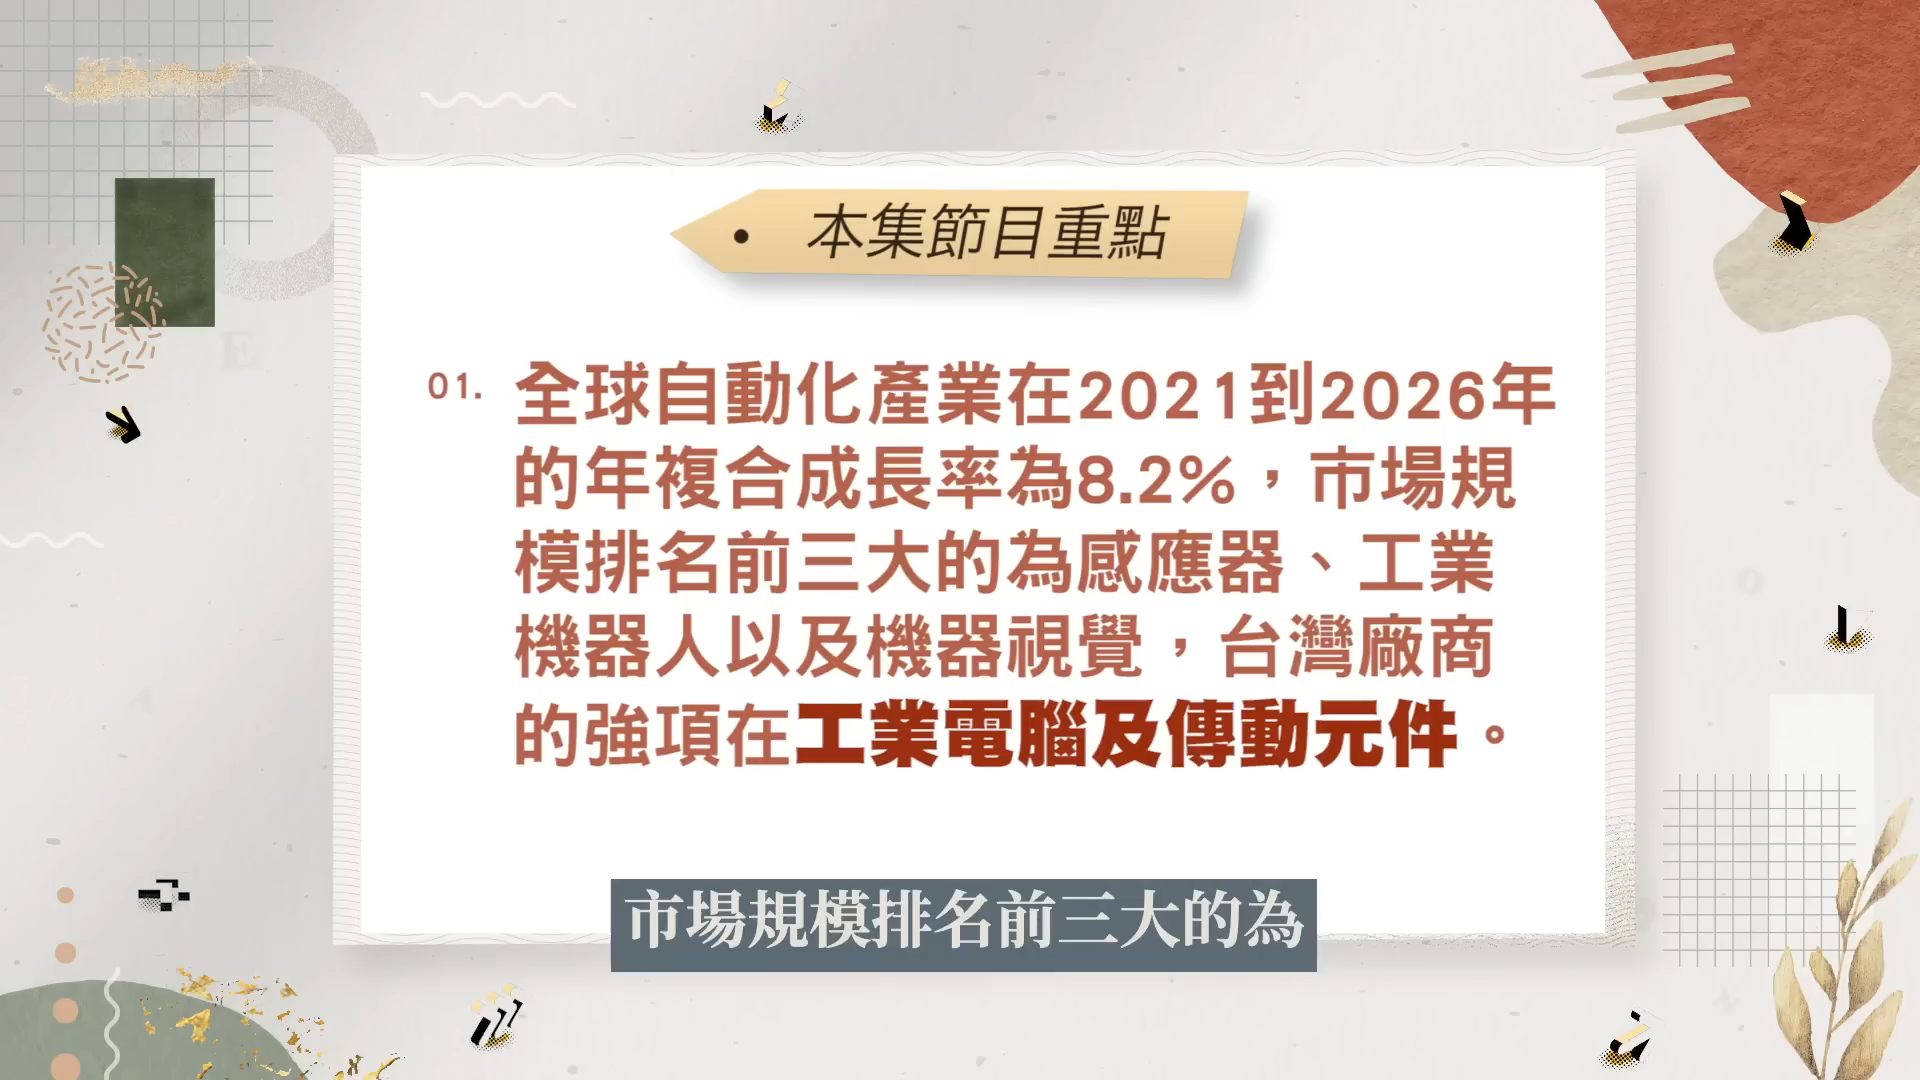 本集節目重點
01. 全球自動化產業在2021到2026年
的年複合成長率為8.2%，市場規
模排名前三大的為感應器、工業
機器人以及機器視覺，台灣廠商
的強項在工業電腦及傳動元件。
市場規模排名前三大的為